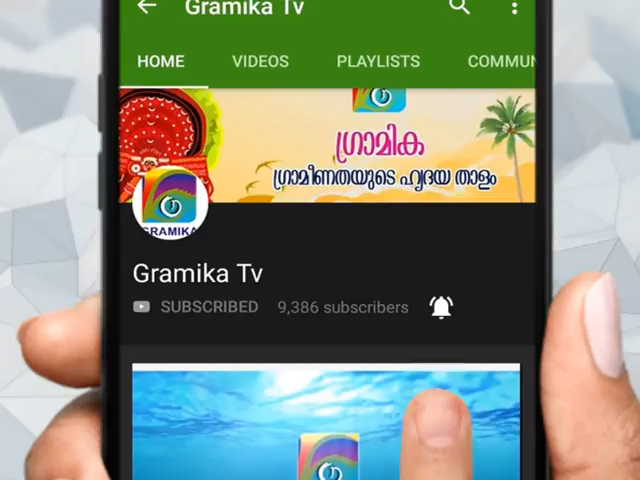 Gramika Tv
HOME VIDEOS PLAYLISTS COMMUN
ഗ്രാമിക
ഗ്രാമീണതയുടെ ഹൃദയ താളം
GRAMIKA
Gramika Tv
SUBSCRIBED 9,386 subscribers